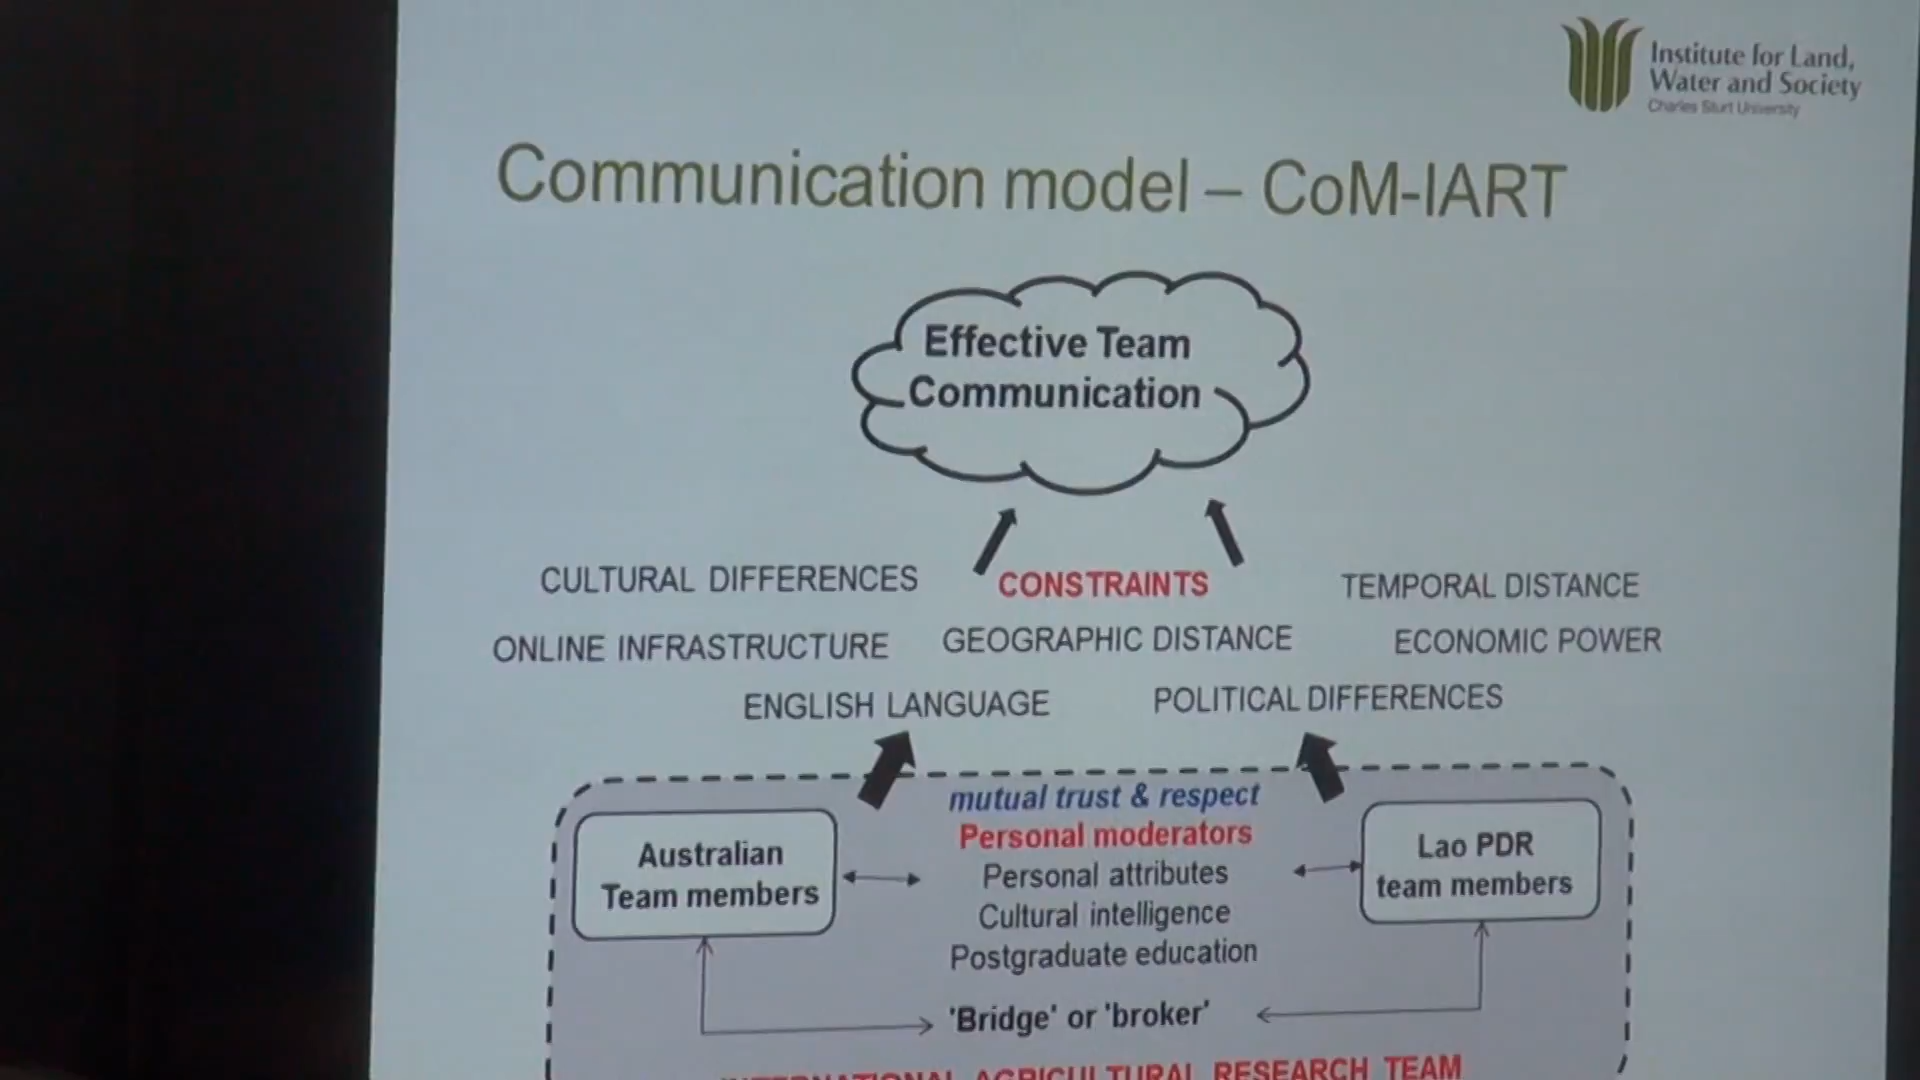 Institute for Land,
Water and Society
Charles Sturt University
Communication model – CoM-IART
Effective Team
Communication
CULTURAL DIFFERENCES
CONSTRAINTS
TEMPORAL DISTANCE
ONLINE INFRASTRUCTURE
GEOGRAPHIC DISTANCE
ECONOMIC POWER
ENGLISH LANGUAGE
POLITICAL DIFFERENCES
mutual trust & respect
Personal moderators
Personal attributes
Cultural intelligence
Postgraduate education
Australian
Team members
Lao PDR
team members
'Bridge' or 'broker'
INTERNATIONAL AGRICULTURAL RESEARCH TEAM